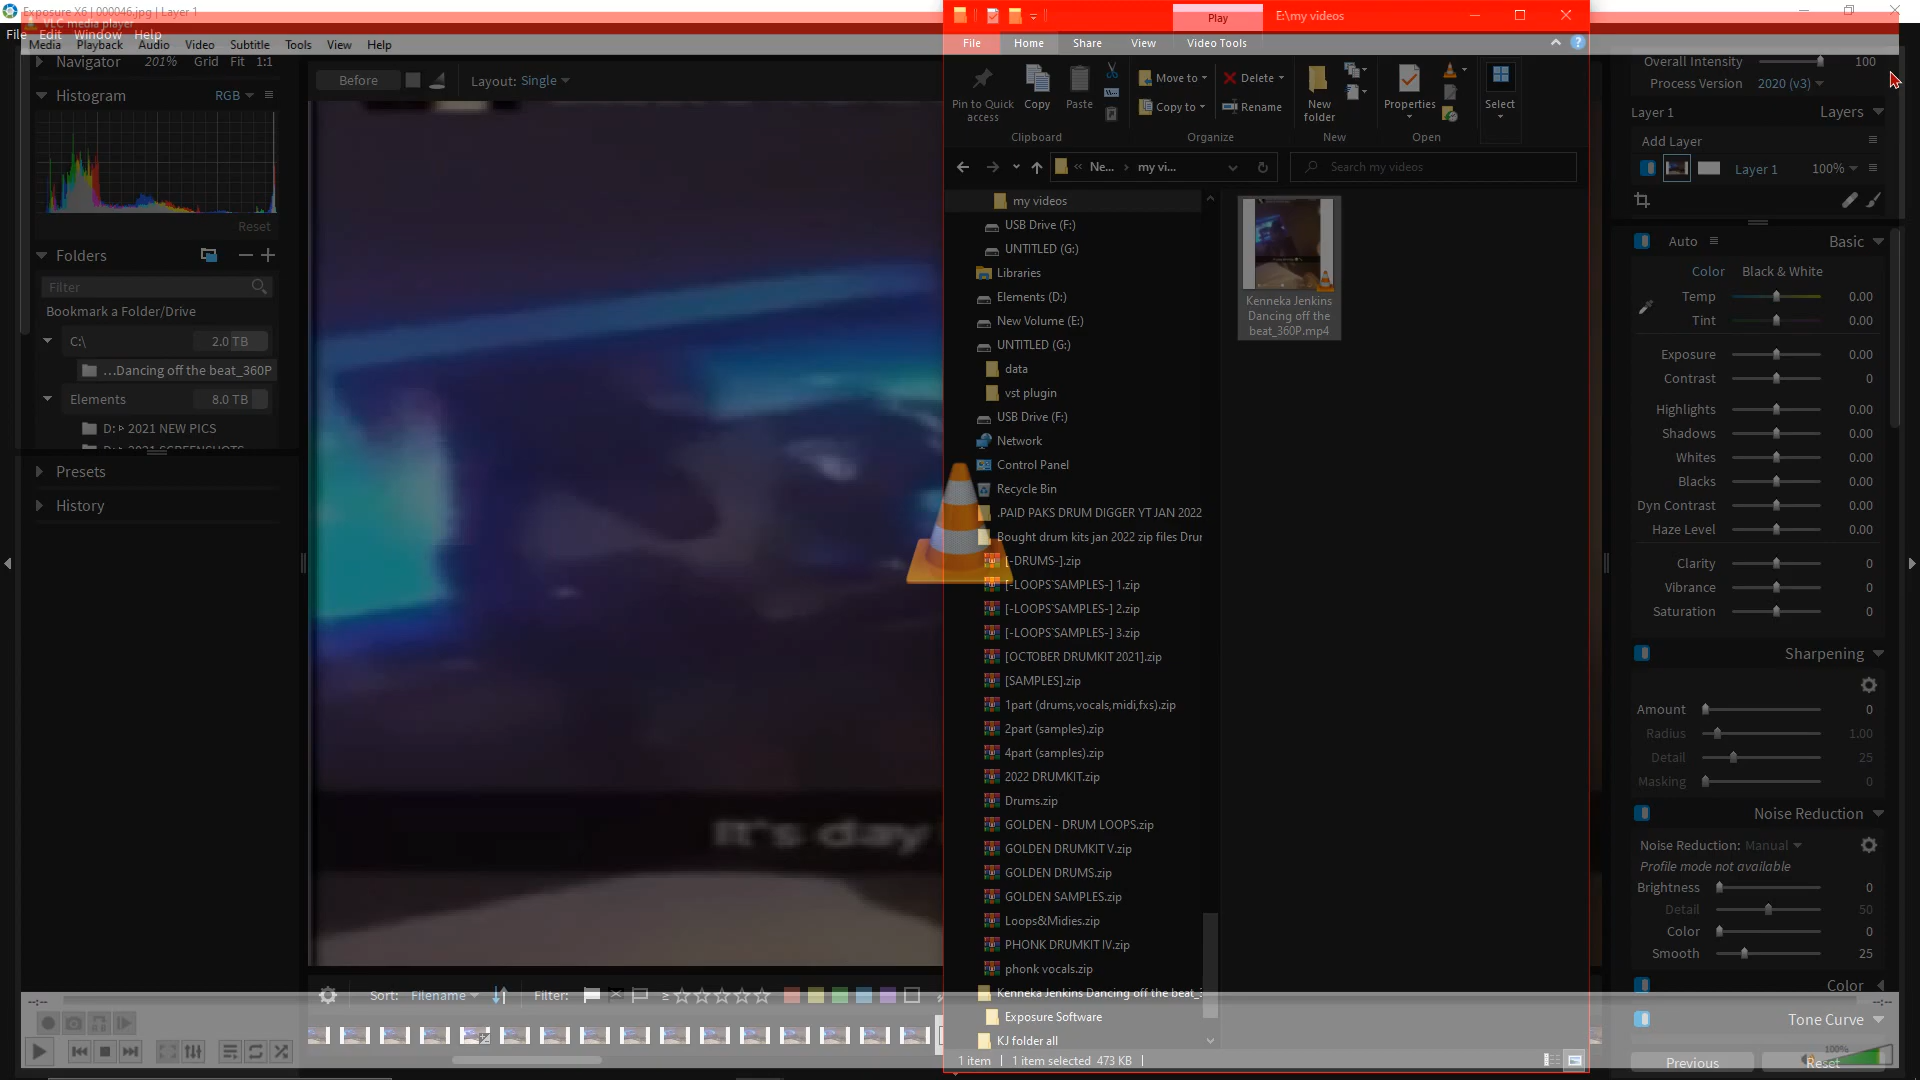 Exposure X6 | 000046.jpg | Layer 1
VLC media player
File Edit Window Help
Media Playback Audio Video Subtitle Tools View Help
Navigator 201% Grid Fit 1:1
Histogram RGB
Reset
Folders
Filter
Bookmark a Folder/Drive
C:\ 2.0 TB
...Dancing off the beat_360P
Elements 8.0 TB
D: ▸ 2021 NEW PICS
D: ▸ 2021 SCREENSHOTS
Presets
History
Before Layout: Single
It's day
Sort: Filename Filter: ≥
Play E:\my videos
File Home Share View Video Tools
Pin to Quick access
Copy
Paste
Clipboard
Move to
Copy to
Delete
Rename
Organize
New folder
New
Properties
Open
Select
« Ne... › my vi...
Search my videos
my videos
USB Drive (F:)
UNTITLED (G:)
Libraries
Elements (D:)
New Volume (E:)
UNTITLED (G:)
data
vst plugin
USB Drive (F:)
Network
Control Panel
Recycle Bin
.PAID PAKS DRUM DIGGER YT JAN 2022
Bought drum kits jan 2022 zip files Drur
[-DRUMS-].zip
[-LOOPS`SAMPLES-] 1.zip
[-LOOPS`SAMPLES-] 2.zip
[-LOOPS`SAMPLES-] 3.zip
[OCTOBER DRUMKIT 2021].zip
[SAMPLES].zip
1part (drums,vocals,midi,fxs).zip
2part (samples).zip
4part (samples).zip
2022 DRUMKIT.zip
Drums.zip
GOLDEN - DRUM LOOPS.zip
GOLDEN DRUMKIT V.zip
GOLDEN DRUMS.zip
GOLDEN SAMPLES.zip
Loops&Midies.zip
PHONK DRUMKIT IV.zip
phonk vocals.zip
Kenneka Jenkins Dancing off the beat_3
Exposure Software
KJ folder all
Kenneka Jenkins
Dancing off the
beat_360P.mp4
1 item 1 item selected 473 KB
Overall Intensity 100
Process Version 2020 (v3)
Layer 1 Layers
Add Layer
Layer 1 100%
Auto Basic
Color Black & White
Temp 0.00
Tint 0.00
Exposure 0.00
Contrast 0
Highlights 0.00
Shadows 0.00
Whites 0.00
Blacks 0.00
Dyn Contrast 0.00
Haze Level 0.00
Clarity 0
Vibrance 0
Saturation 0
Sharpening
Amount 0
Radius 1.00
Detail 25
Masking 0
Noise Reduction
Noise Reduction: Manual
Profile mode not available
Brightness 0
Detail 50
Color 0
Smooth 25
Color
--:-- --:--
Tone Curve
100%
Previous Reset